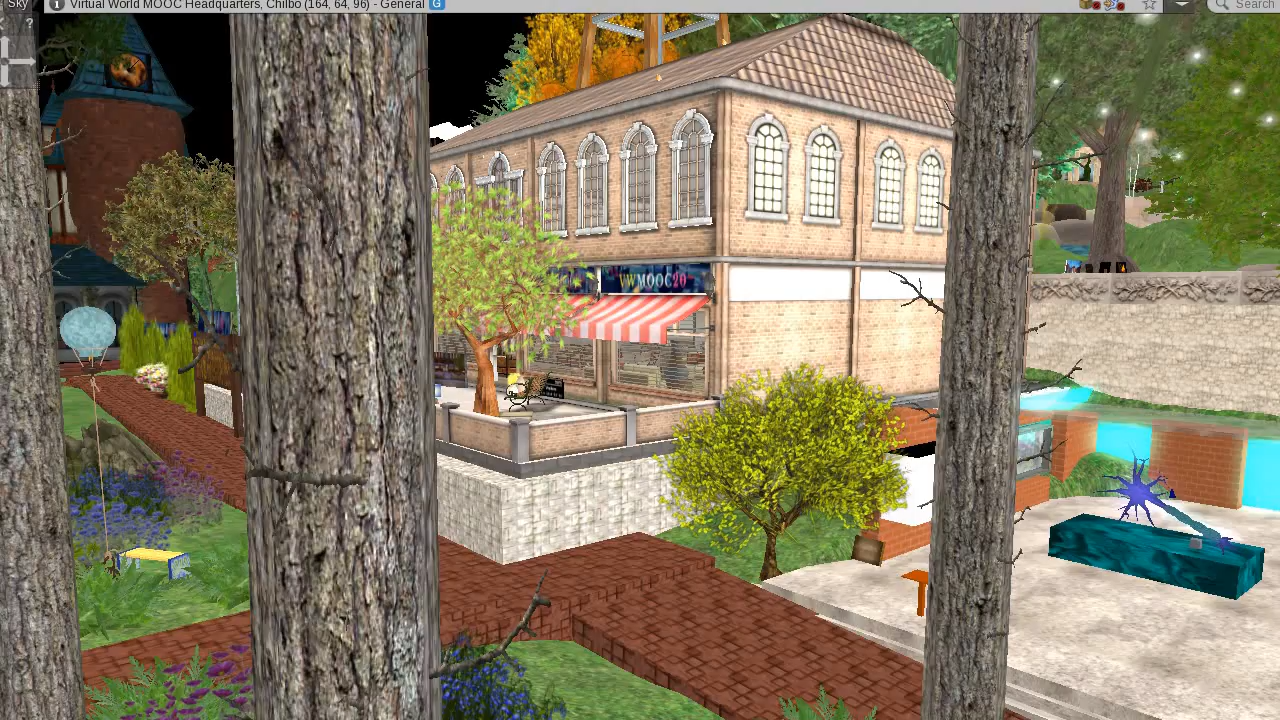 Sky
Virtual World MOOC Headquarters, Chilbo (164, 64, 96) - General
G
Search
?
VWMOOC20